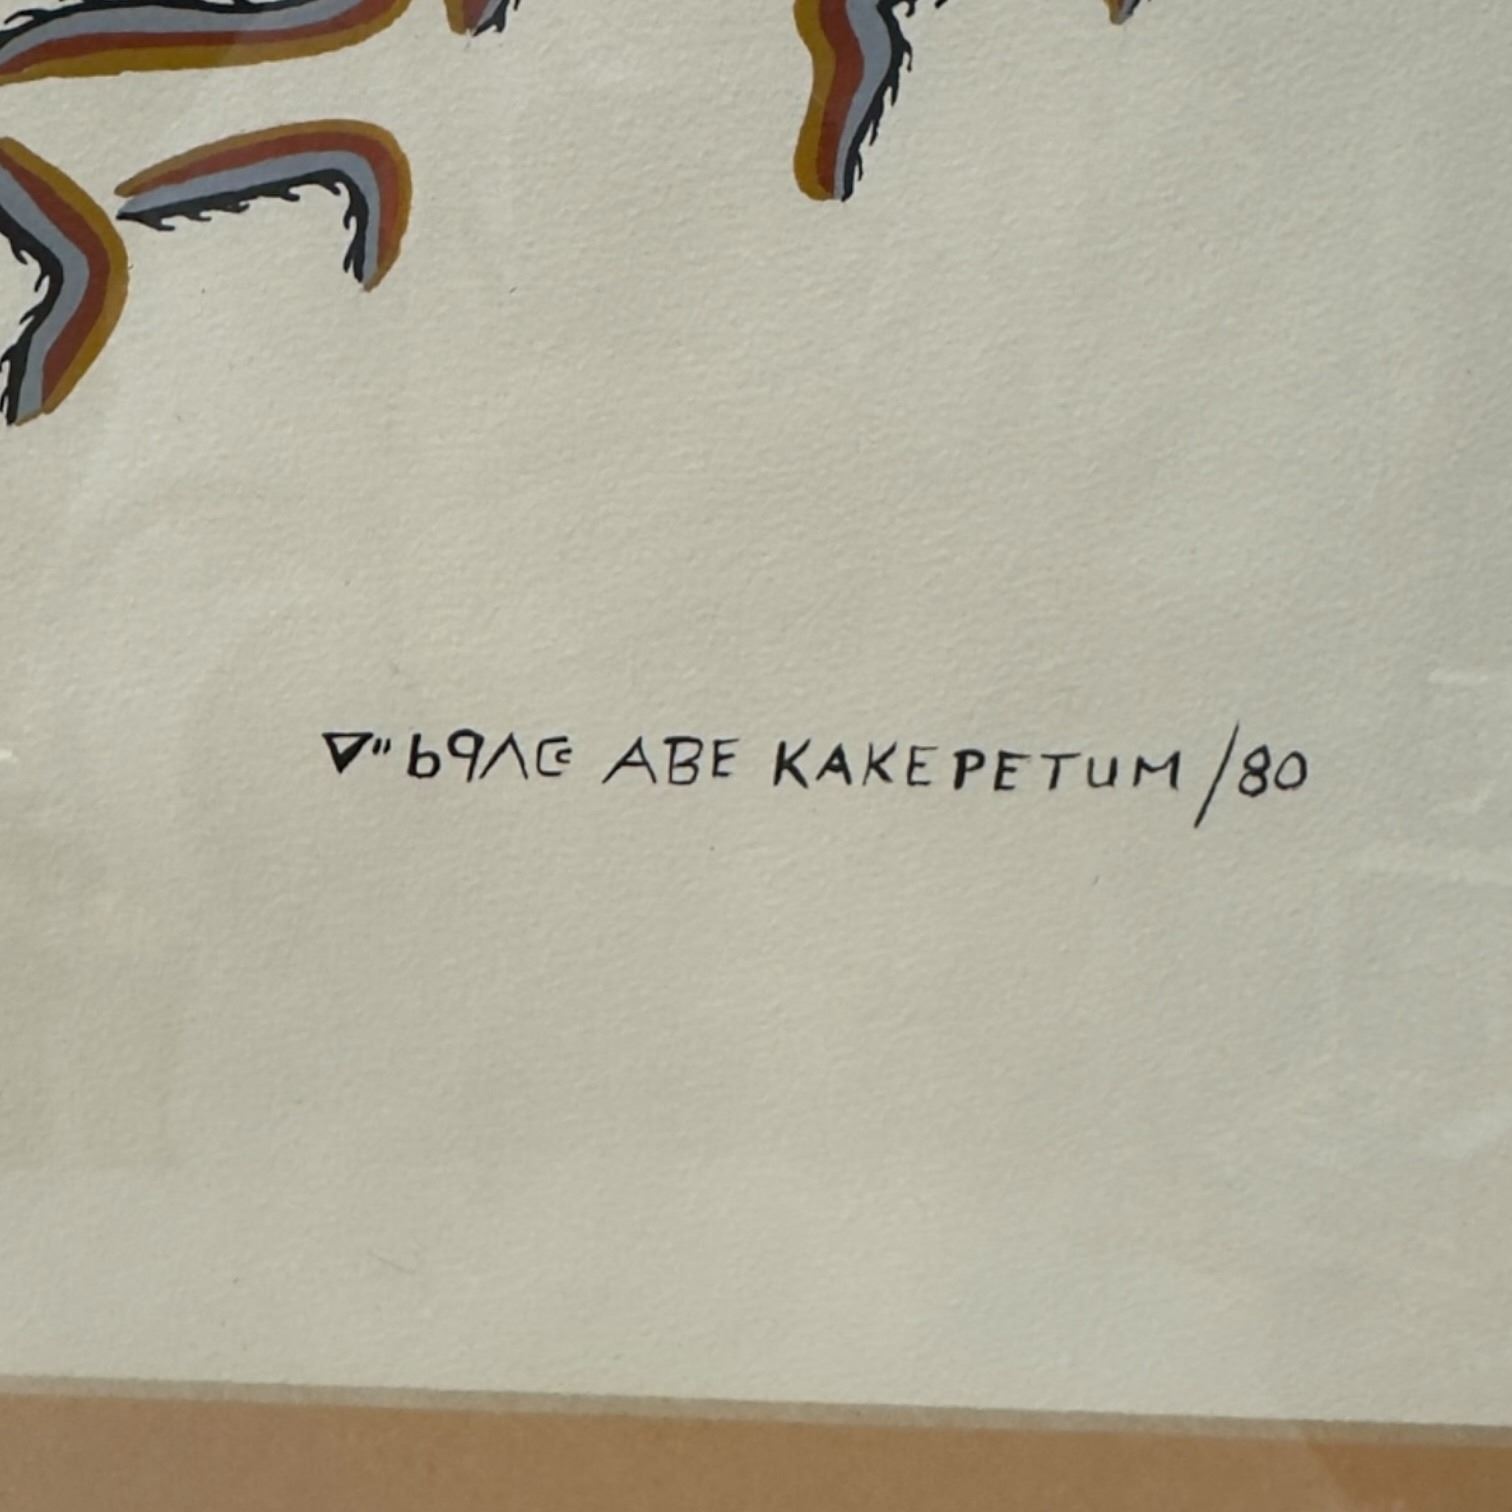 ᐁᐦᑲᑫᐱᑕᒼ ABE KAKEPETUM /80